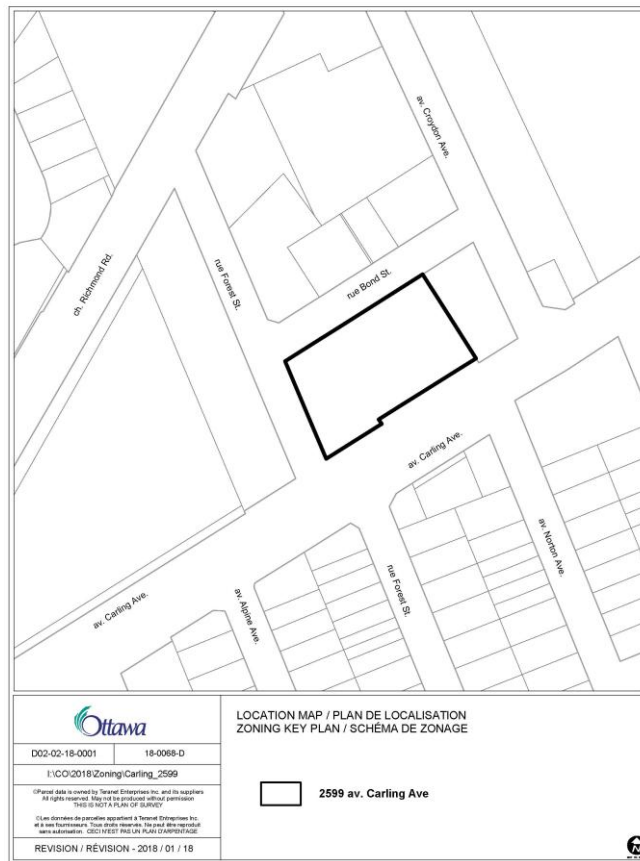 av. Croydon Ave.
ch. Richmond Rd.
rue Forest St.
rue Bond St.
av. Carling Ave.
av. Norton Ave.
rue Forest St.
av. Alpine Ave.
av. Carling Ave.
Ottawa
D02-02-18-0001 18-0068-D
I:\CO\2018\Zoning\Carling_2599
©Parcel data is owned by Teranet Enterprises Inc. and its suppliers
All rights reserved. May not be produced without permission
THIS IS NOT A PLAN OF SURVEY
©Les données de parcelles appartient à Teranet Entreprises Inc.
et à ses fournisseurs. Tous droits réservés. Ne peut être reproduit
sans autorisation. CECI N'EST PAS UN PLAN D'ARPENTAGE
REVISION / RÉVISION - 2018 / 01 / 18
LOCATION MAP / PLAN DE LOCALISATION
ZONING KEY PLAN / SCHÉMA DE ZONAGE
2599 av. Carling Ave